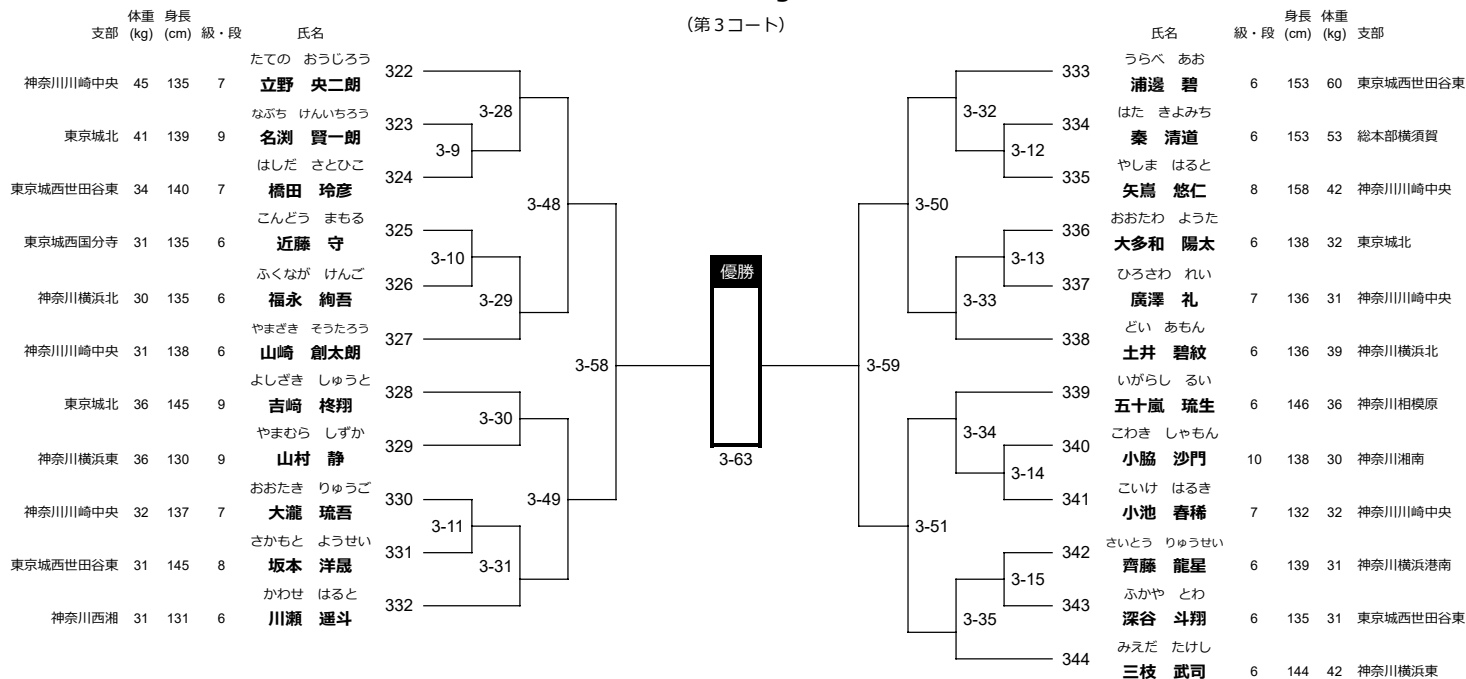 （第３コート）
体重 身長
支部 (kg) (cm) 級・段 氏名
たての おうじろう
神奈川川崎中央 45 135 7 立野 央二朗 322
なぶち けんいちろう
東京城北 41 139 9 名渕 賢一朗 323
はしだ さとひこ
東京城西世田谷東 34 140 7 橋田 玲彦 324
こんどう まもる
東京城西国分寺 31 135 6 近藤 守 325
ふくなが けんご
神奈川横浜北 30 135 6 福永 絢吾 326
やまざき そうたろう
神奈川川崎中央 31 138 6 山崎 創太朗 327
よしざき しゅうと
東京城北 36 145 9 吉﨑 柊翔 328
やまむら しずか
神奈川横浜東 36 130 9 山村 静 329
おおたき りゅうご
神奈川川崎中央 32 137 7 大瀧 琉吾 330
さかもと ようせい
東京城西世田谷東 31 145 8 坂本 洋晟 331
かわせ はると
神奈川西湘 31 131 6 川瀬 遥斗 332
3-28
3-9
3-48
3-10
3-29
3-58
3-30
3-49
3-11
3-31
優勝
3-63
身長 体重
氏名 級・段 (cm) (kg) 支部
うらべ あお
333 浦邊 碧 6 153 60 東京城西世田谷東
はた きよみち
334 秦 清道 6 153 53 総本部横須賀
やしま はると
335 矢嶌 悠仁 8 158 42 神奈川川崎中央
おおたわ ようた
336 大多和 陽太 6 138 32 東京城北
ひろさわ れい
337 廣澤 礼 7 136 31 神奈川川崎中央
どい あもん
338 土井 碧紋 6 136 39 神奈川横浜北
いがらし るい
339 五十嵐 琉生 6 146 36 神奈川相模原
こわき しゃもん
340 小脇 沙門 10 138 30 神奈川湘南
こいけ はるき
341 小池 春稀 7 132 32 神奈川川崎中央
さいとう りゅうせい
342 齊藤 龍星 6 139 31 神奈川横浜港南
ふかや とわ
343 深谷 斗翔 6 135 31 東京城西世田谷東
みえだ たけし
344 三枝 武司 6 144 42 神奈川横浜東
3-32
3-12
3-50
3-13
3-33
3-59
3-34
3-14
3-51
3-15
3-35